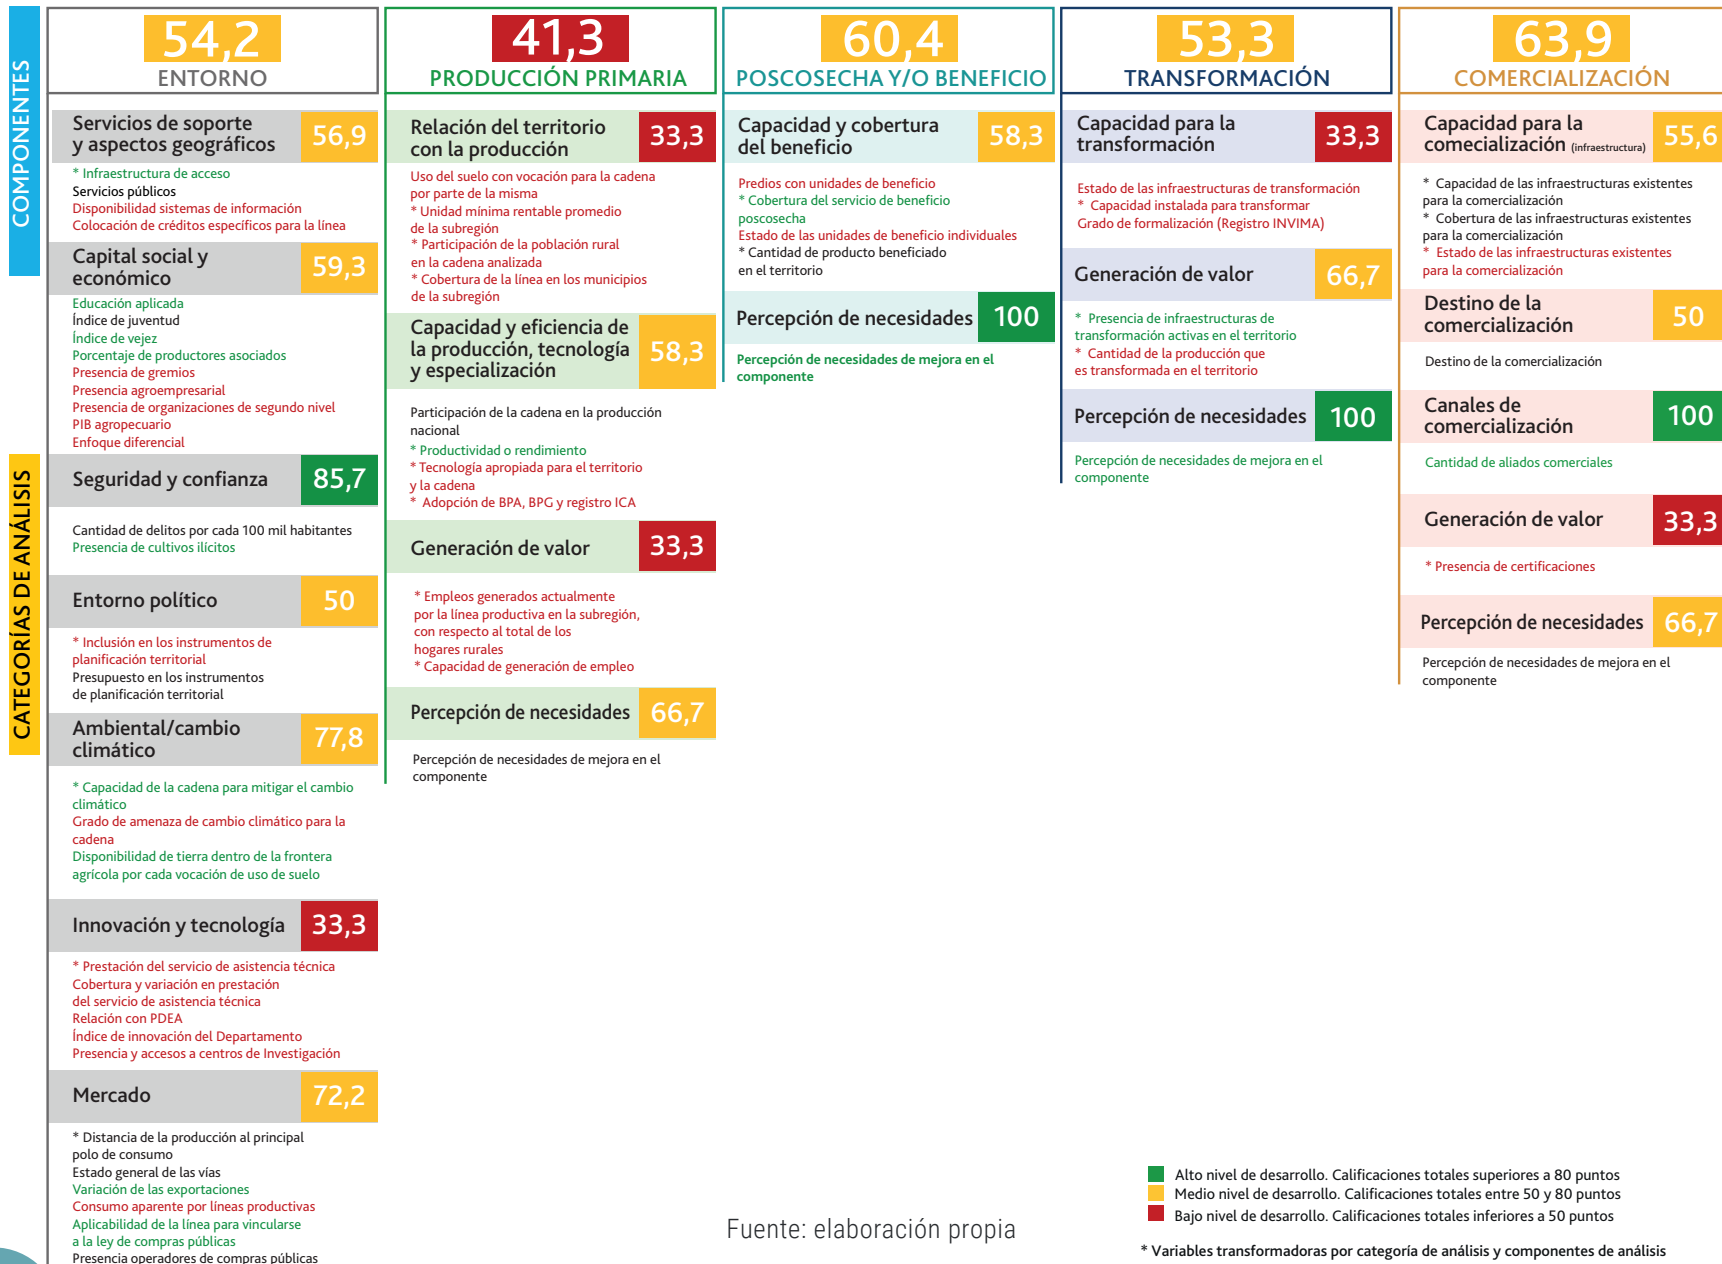 COMPONENTES
CATEGORÍAS DE ANÁLISIS
54,2
ENTORNO
Servicios de soporte
y aspectos geográficos
56,9
* Infraestructura de acceso
Servicios públicos
Disponibilidad sistemas de información
Colocación de créditos específicos para la línea
Capital social y
económico
59,3
Educación aplicada
Índice de juventud
Índice de vejez
Porcentaje de productores asociados
Presencia de gremios
Presencia agroempresarial
Presencia de organizaciones de segundo nivel
PIB agropecuario
Enfoque diferencial
Seguridad y confianza
85,7
Cantidad de delitos por cada 100 mil habitantes
Presencia de cultivos ilícitos
Entorno político
50
* Inclusión en los instrumentos de
planificación territorial
Presupuesto en los instrumentos
de planificación territorial
Ambiental/cambio
climático
77,8
* Capacidad de la cadena para mitigar el cambio
climático
Grado de amenaza de cambio climático para la
cadena
Disponibilidad de tierra dentro de la frontera
agrícola por cada vocación de uso de suelo
Innovación y tecnología
33,3
* Prestación del servicio de asistencia técnica
Cobertura y variación en prestación
del servicio de asistencia técnica
Relación con PDEA
Índice de innovación del Departamento
Presencia y accesos a centros de Investigación
Mercado
72,2
* Distancia de la producción al principal
polo de consumo
Estado general de las vías
Variación de las exportaciones
Consumo aparente por líneas productivas
Aplicabilidad de la línea para vincularse
a la ley de compras públicas
Presencia operadores de compras públicas
41,3
PRODUCCIÓN PRIMARIA
Relación del territorio
con la producción
33,3
Uso del suelo con vocación para la cadena
por parte de la misma
* Unidad mínima rentable promedio
de la subregión
* Participación de la población rural
en la cadena analizada
* Cobertura de la línea en los municipios
de la subregión
Capacidad y eficiencia de
la producción, tecnología
y especialización
58,3
Participación de la cadena en la producción
nacional
* Productividad o rendimiento
* Tecnología apropiada para el territorio
y la cadena
* Adopción de BPA, BPG y registro ICA
Generación de valor
33,3
* Empleos generados actualmente
por la línea productiva en la subregión,
con respecto al total de los
hogares rurales
* Capacidad de generación de empleo
Percepción de necesidades
66,7
Percepción de necesidades de mejora en el
componente
60,4
POSCOSECHA Y/O BENEFICIO
Capacidad y cobertura
del beneficio
58,3
Predios con unidades de beneficio
* Cobertura del servicio de beneficio
poscosecha
Estado de las unidades de beneficio individuales
* Cantidad de producto beneficiado
en el territorio
Percepción de necesidades
100
Percepción de necesidades de mejora en el
componente
53,3
TRANSFORMACIÓN
Capacidad para la
transformación
33,3
Estado de las infraestructuras de transformación
* Capacidad instalada para transformar
Grado de formalización (Registro INVIMA)
Generación de valor
66,7
* Presencia de infraestructuras de
transformación activas en el territorio
* Cantidad de la producción que
es transformada en el territorio
Percepción de necesidades
100
Percepción de necesidades de mejora en el
componente
63,9
COMERCIALIZACIÓN
Capacidad para la
comecialización (infraestructura)
55,6
* Capacidad de las infraestructuras existentes
para la comercialización
* Cobertura de las infraestructuras existentes
para la comercialización
* Estado de las infraestructuras existentes
para la comercialización
Destino de la
comercialización
50
Destino de la comercialización
Canales de
comercialización
100
Cantidad de aliados comerciales
Generación de valor
33,3
* Presencia de certificaciones
Percepción de necesidades
66,7
Percepción de necesidades de mejora en el
componente
Alto nivel de desarrollo. Calificaciones totales superiores a 80 puntos
Medio nivel de desarrollo. Calificaciones totales entre 50 y 80 puntos
Bajo nivel de desarrollo. Calificaciones totales inferiores a 50 puntos
* Variables transformadoras por categoría de análisis y componentes de análisis
Fuente: elaboración propia